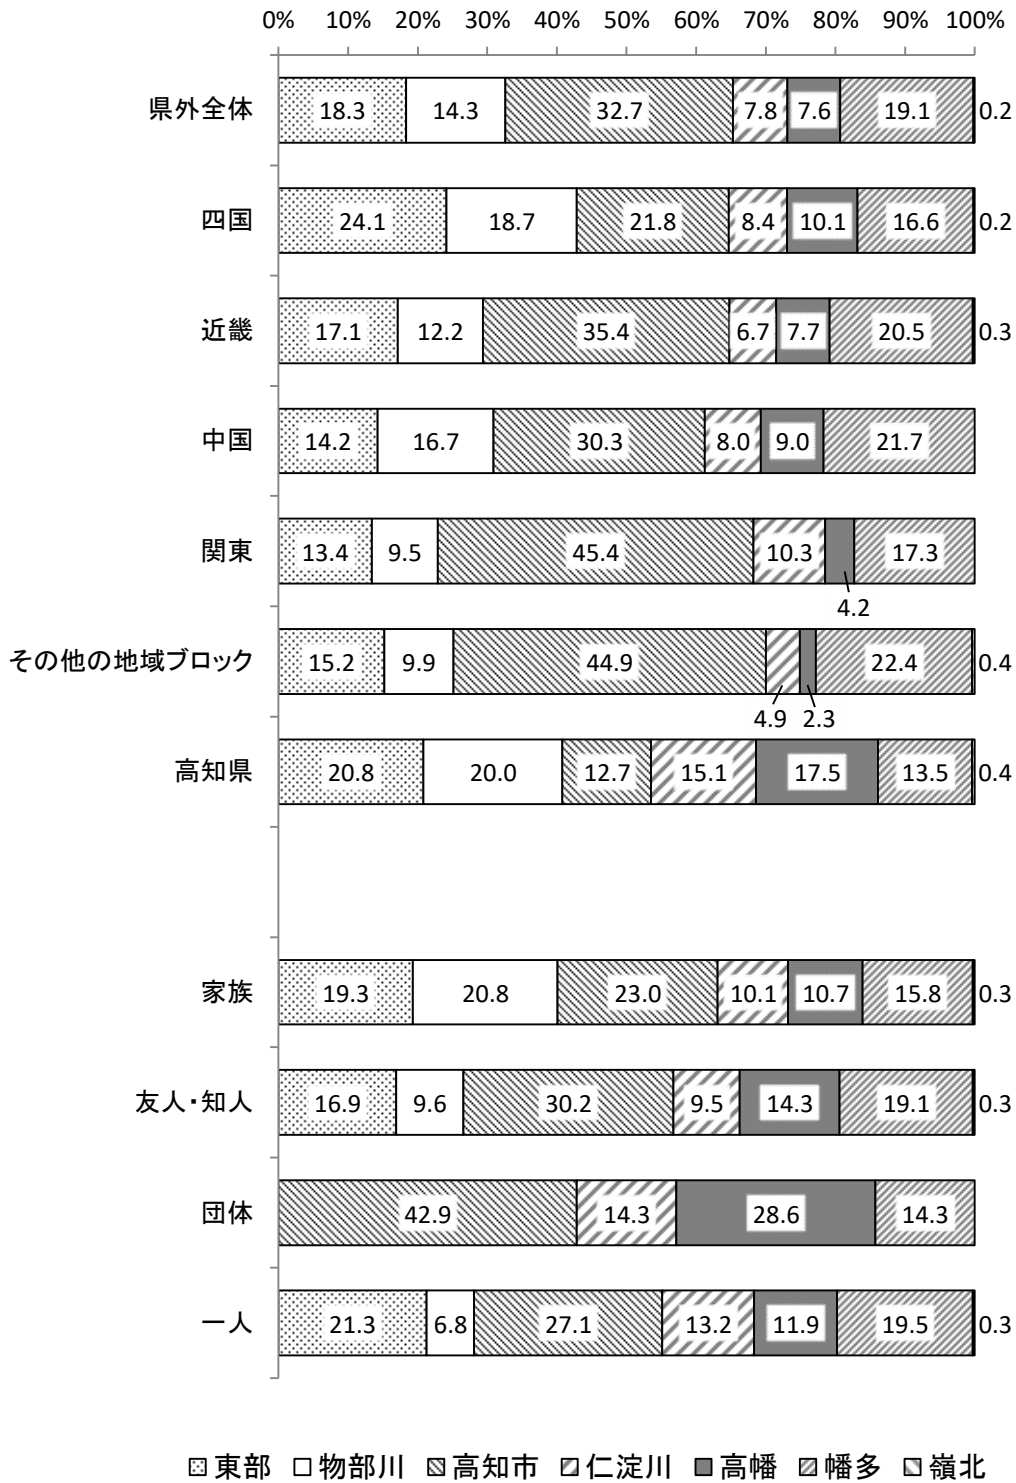 0% 10% 20% 30% 40% 50% 60% 70% 80% 90% 100%
県外全体 18.3 14.3 32.7 7.8 7.6 19.1 0.2
四国 24.1 18.7 21.8 8.4 10.1 16.6 0.2
近畿 17.1 12.2 35.4 6.7 7.7 20.5 0.3
中国 14.2 16.7 30.3 8.0 9.0 21.7
関東 13.4 9.5 45.4 10.3 17.3
4.2
その他の地域ブロック 15.2 9.9 44.9 22.4 0.4
4.9 2.3
高知県 20.8 20.0 12.7 15.1 17.5 13.5 0.4
家族 19.3 20.8 23.0 10.1 10.7 15.8 0.3
友人・知人 16.9 9.6 30.2 9.5 14.3 19.1 0.3
団体 42.9 14.3 28.6 14.3
一人 21.3 6.8 27.1 13.2 11.9 19.5 0.3
東部 物部川 高知市 仁淀川 高幡 幡多 嶺北